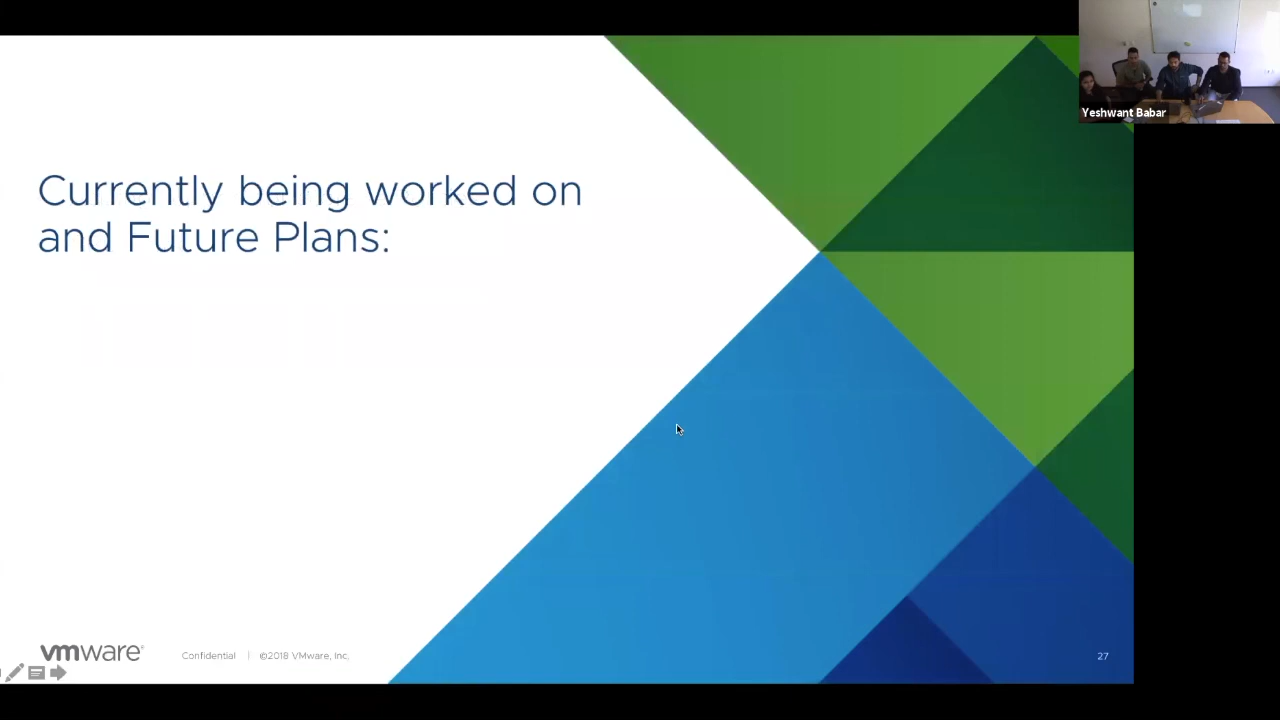 Yeshwant Babar
Currently being worked on
and Future Plans:
vmware®
Confidential | ©2018 VMware, Inc.
27